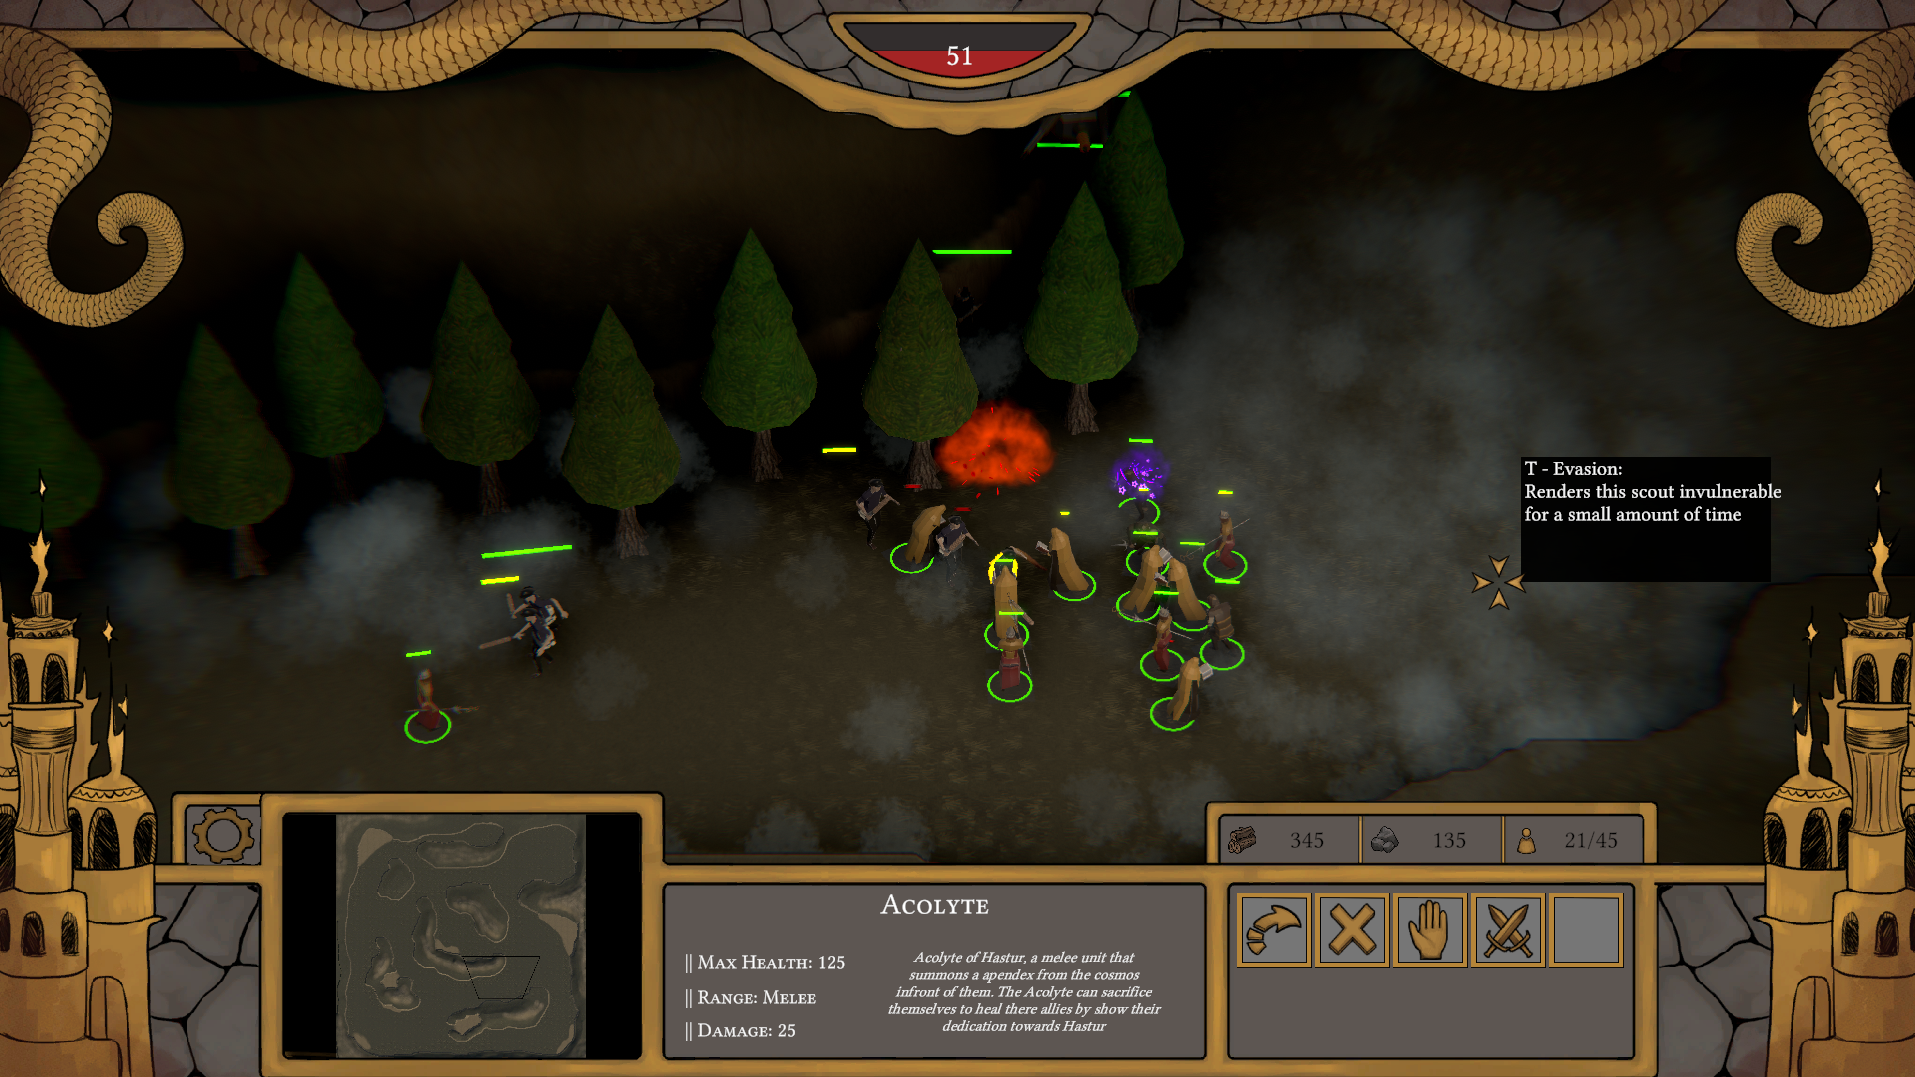 51
T - Evasion:
Renders this scout invulnerable
for a small amount of time
345
135
21/45
Acolyte
|| Max Health: 125
|| Range: Melee
|| Damage: 25
Acolyte of Hastur, a melee unit that
summons a apendex from the cosmos
infront of them. The Acolyte can sacrifice
themselves to heal there allies by show their
dedication towards Hastur